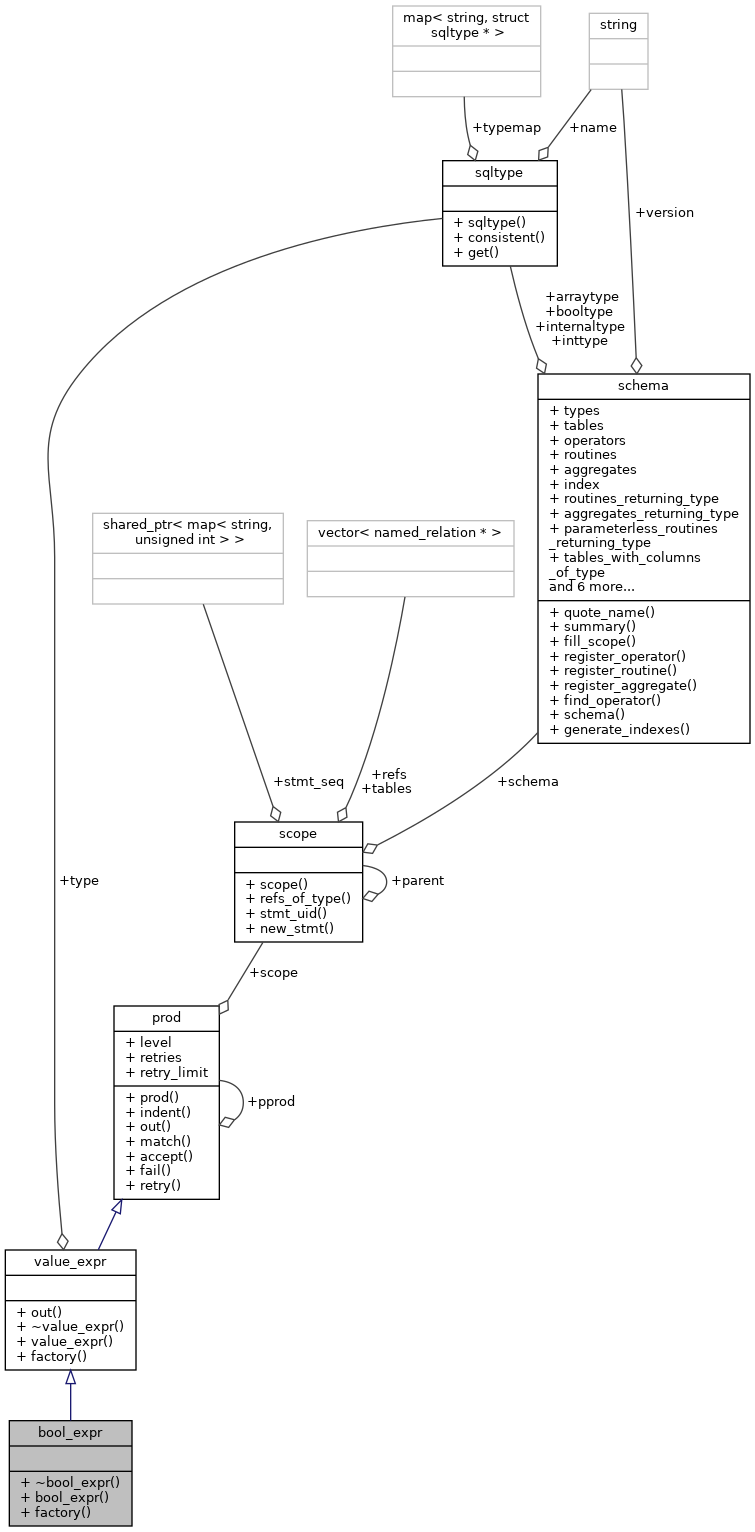 map< string, struct
sqltype * >
string
+typemap
+name
sqltype
+ sqltype()
+ consistent()
+ get()
+version
+arraytype
+booltype
+internaltype
+inttype
schema
+ types
+ tables
+ operators
+ routines
+ aggregates
+ index
+ routines_returning_type
+ aggregates_returning_type
+ parameterless_routines
_returning_type
+ tables_with_columns
_of_type
and 6 more...
+ quote_name()
+ summary()
+ fill_scope()
+ register_operator()
+ register_routine()
+ register_aggregate()
+ find_operator()
+ schema()
+ generate_indexes()
shared_ptr< map< string,
unsigned int > >
vector< named_relation * >
+stmt_seq
+refs
+tables
+schema
scope
+ scope()
+ refs_of_type()
+ stmt_uid()
+ new_stmt()
+parent
+type
+scope
prod
+ level
+ retries
+ retry_limit
+ prod()
+ indent()
+ out()
+ match()
+ accept()
+ fail()
+ retry()
+pprod
value_expr
+ out()
+ ~value_expr()
+ value_expr()
+ factory()
bool_expr
+ ~bool_expr()
+ bool_expr()
+ factory()